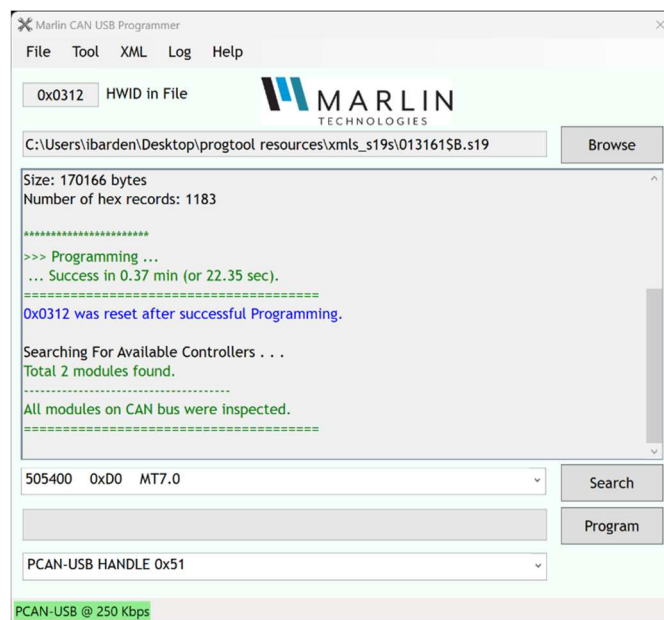 Marlin CAN USB Programmer
File Tool XML Log Help
0x0312 HWID in File
MARLIN
TECHNOLOGIES
C:\Users\ibarden\Desktop\progtool resources\xmls_s19s\013161$B.s19
Browse
Size: 170166 bytes
Number of hex records: 1183
***********************
>>> Programming ...
... Success in 0.37 min (or 22.35 sec).
======================================
0x0312 was reset after successful Programming.
Searching For Available Controllers . . .
Total 2 modules found.
------------------------------------
All modules on CAN bus were inspected.
======================================
505400 0xD0 MT7.0
Search
Program
PCAN-USB HANDLE 0x51
PCAN-USB @ 250 Kbps